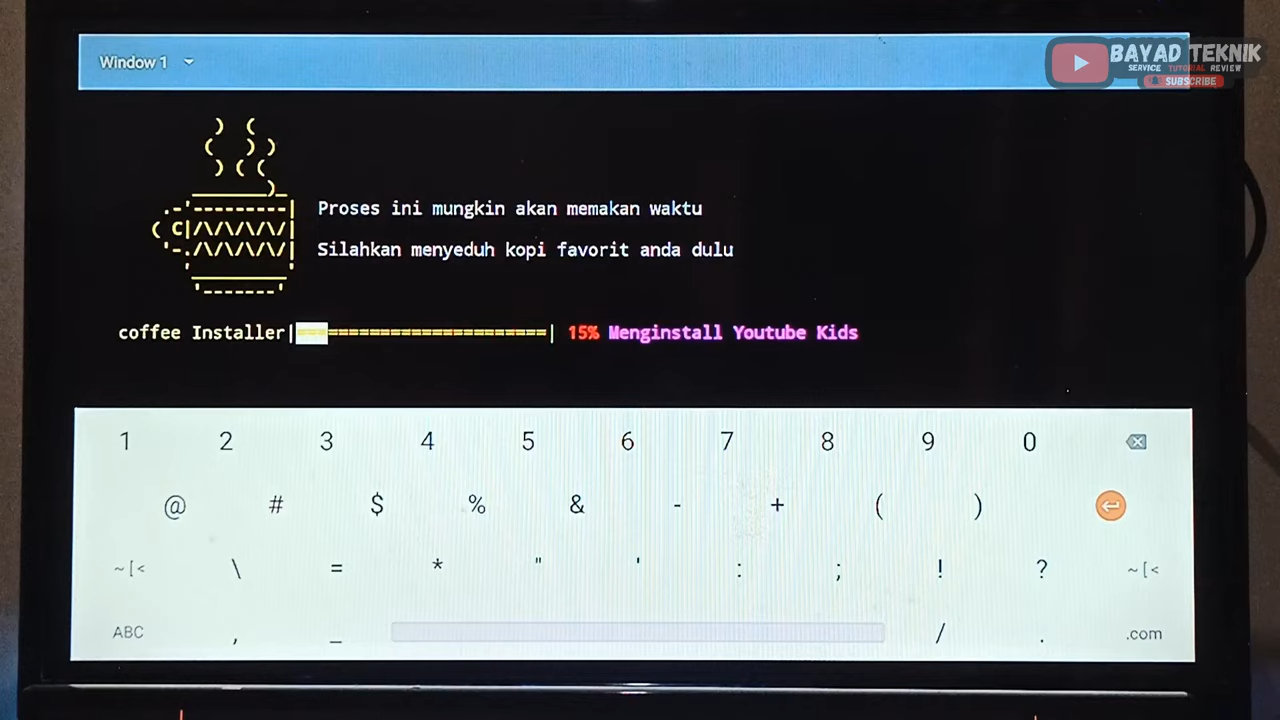 Window 1
BAYAD TEKNIK
SERVICE TUTORIAL REVIEW
SUBSCRIBE
Proses ini mungkin akan memakan waktu
Silahkan menyeduh kopi favorit anda dulu
coffee Installer 15% Menginstall Youtube Kids
1 2 3 4 5 6 7 8 9 0
@ # $ % & - + ( )
~[< \ = * " ' : ; ! ? ~[<
ABC , _ / . .com